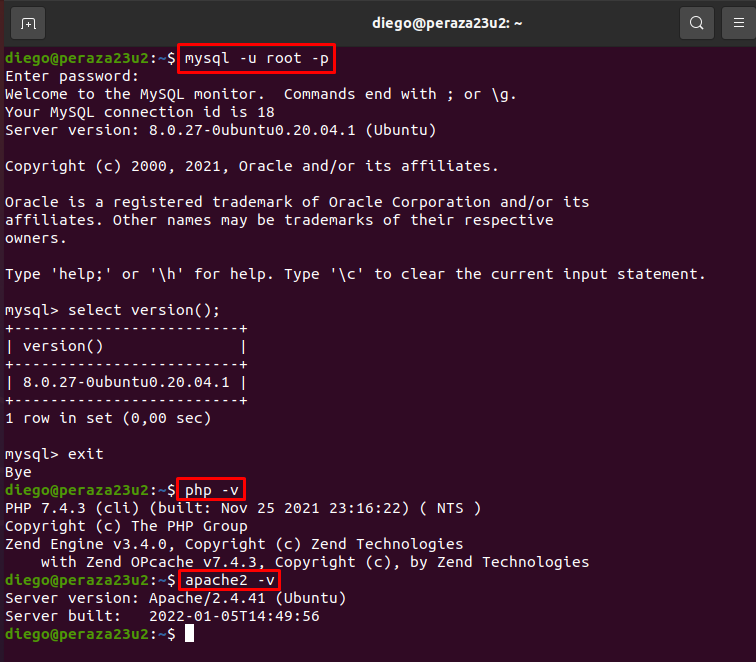 diego@peraza23u2: ~
diego@peraza23u2:~$ mysql -u root -p
Enter password:
Welcome to the MySQL monitor.  Commands end with ; or \g.
Your MySQL connection id is 18
Server version: 8.0.27-0ubuntu0.20.04.1 (Ubuntu)

Copyright (c) 2000, 2021, Oracle and/or its affiliates.

Oracle is a registered trademark of Oracle Corporation and/or its
affiliates. Other names may be trademarks of their respective
owners.

Type 'help;' or '\h' for help. Type '\c' to clear the current input statement.

mysql> select version();
+-------------------------+
| version()               |
+-------------------------+
| 8.0.27-0ubuntu0.20.04.1 |
+-------------------------+
1 row in set (0,00 sec)

mysql> exit
Bye
diego@peraza23u2:~$ php -v
PHP 7.4.3 (cli) (built: Nov 25 2021 23:16:22) ( NTS )
Copyright (c) The PHP Group
Zend Engine v3.4.0, Copyright (c) Zend Technologies
    with Zend OPcache v7.4.3, Copyright (c), by Zend Technologies
diego@peraza23u2:~$ apache2 -v
Server version: Apache/2.4.41 (Ubuntu)
Server built:   2022-01-05T14:49:56
diego@peraza23u2:~$